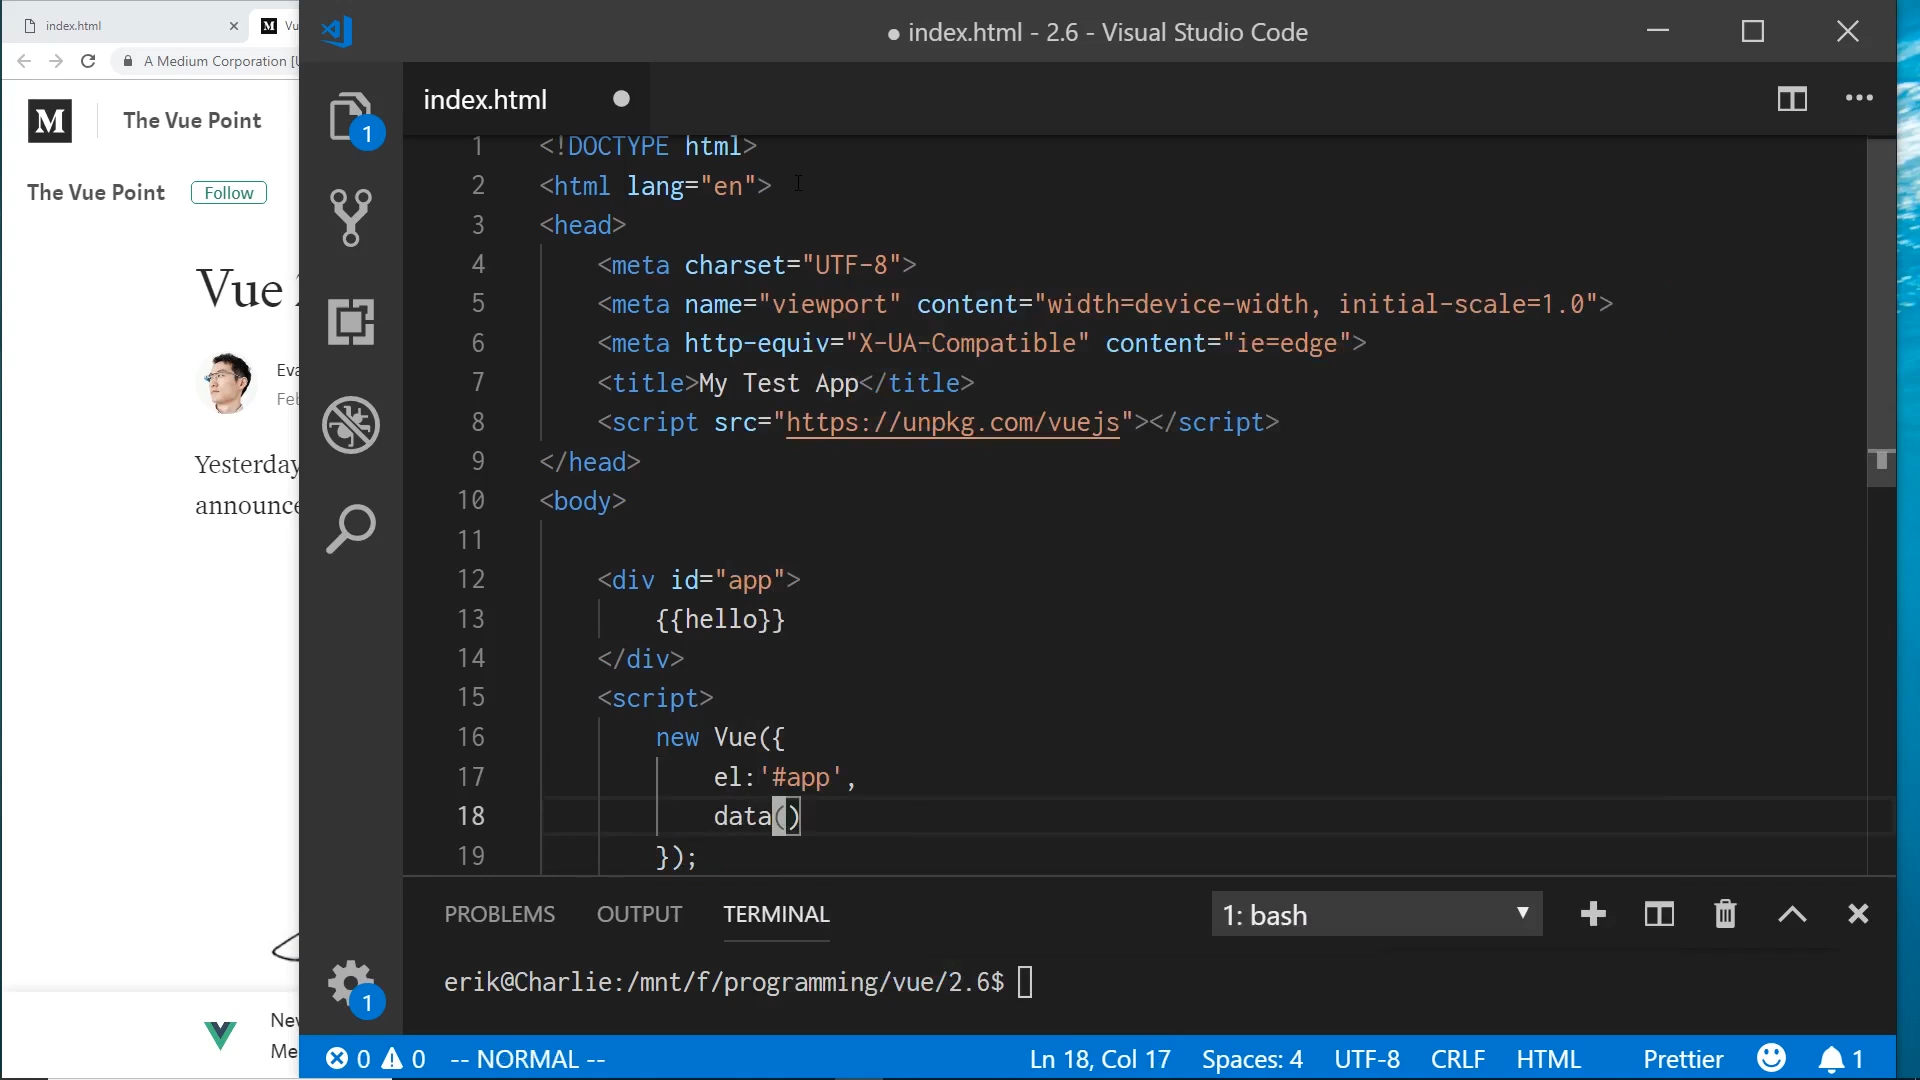 index.html
Vu
A Medium Corporation [U
M
The Vue Point
The Vue Point
Follow
Vue
Eva
Feb
Yesterday
announce
Nev
Me
● index.html - 2.6 - Visual Studio Code
index.html
1
1
1 <!DOCTYPE html>
2 <html lang="en">
3 <head>
4 <meta charset="UTF-8">
5 <meta name="viewport" content="width=device-width, initial-scale=1.0">
6 <meta http-equiv="X-UA-Compatible" content="ie=edge">
7 <title>My Test App</title>
8 <script src="https://unpkg.com/vuejs"></script>
9 </head>
10 <body>
11
12 <div id="app">
13 {{hello}}
14 </div>
15 <script>
16 new Vue({
17 el:'#app',
18 data()
19 });
PROBLEMS OUTPUT TERMINAL 1: bash
erik@Charlie:/mnt/f/programming/vue/2.6$
0 0 -- NORMAL -- Ln 18, Col 17 Spaces: 4 UTF-8 CRLF HTML Prettier 1